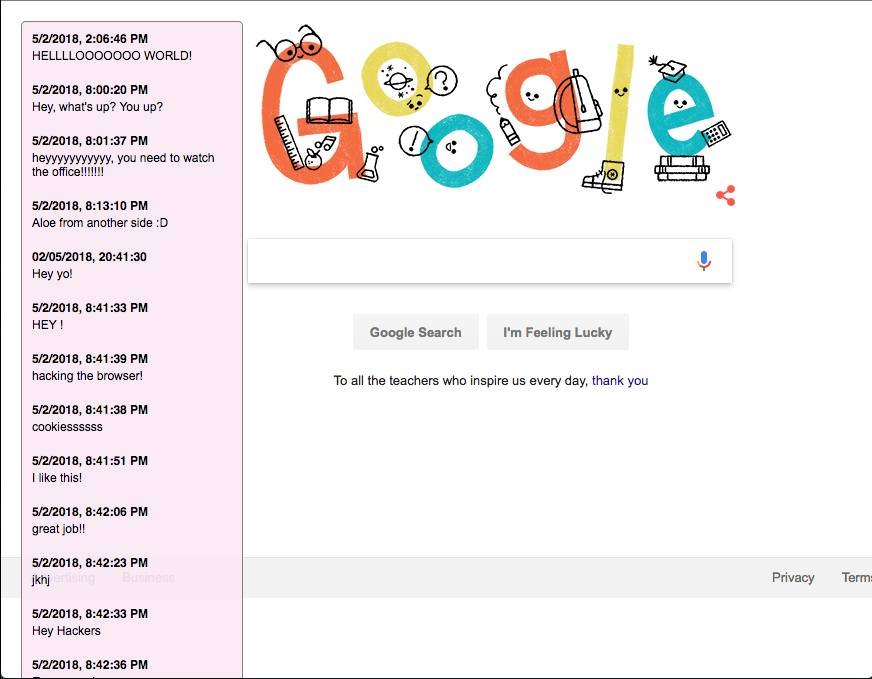 5/2/2018, 2:06:46 PM
HELLLLOOOOOOO WORLD!
5/2/2018, 8:00:20 PM
Hey, what's up? You up?
5/2/2018, 8:01:37 PM
heyyyyyyyyyyy, you need to watch
the office!!!!!!!
5/2/2018, 8:13:10 PM
Aloe from another side :D
02/05/2018, 20:41:30
Hey yo!
5/2/2018, 8:41:33 PM
HEY !
5/2/2018, 8:41:39 PM
hacking the browser!
5/2/2018, 8:41:38 PM
cookiessssss
5/2/2018, 8:41:51 PM
I like this!
5/2/2018, 8:42:06 PM
great job!!
5/2/2018, 8:42:23 PM
jkhj
5/2/2018, 8:42:33 PM
Hey Hackers
5/2/2018, 8:42:36 PM
Google
?
!
Google Search
I'm Feeling Lucky
To all the teachers who inspire us every day, thank you
Business
Privacy